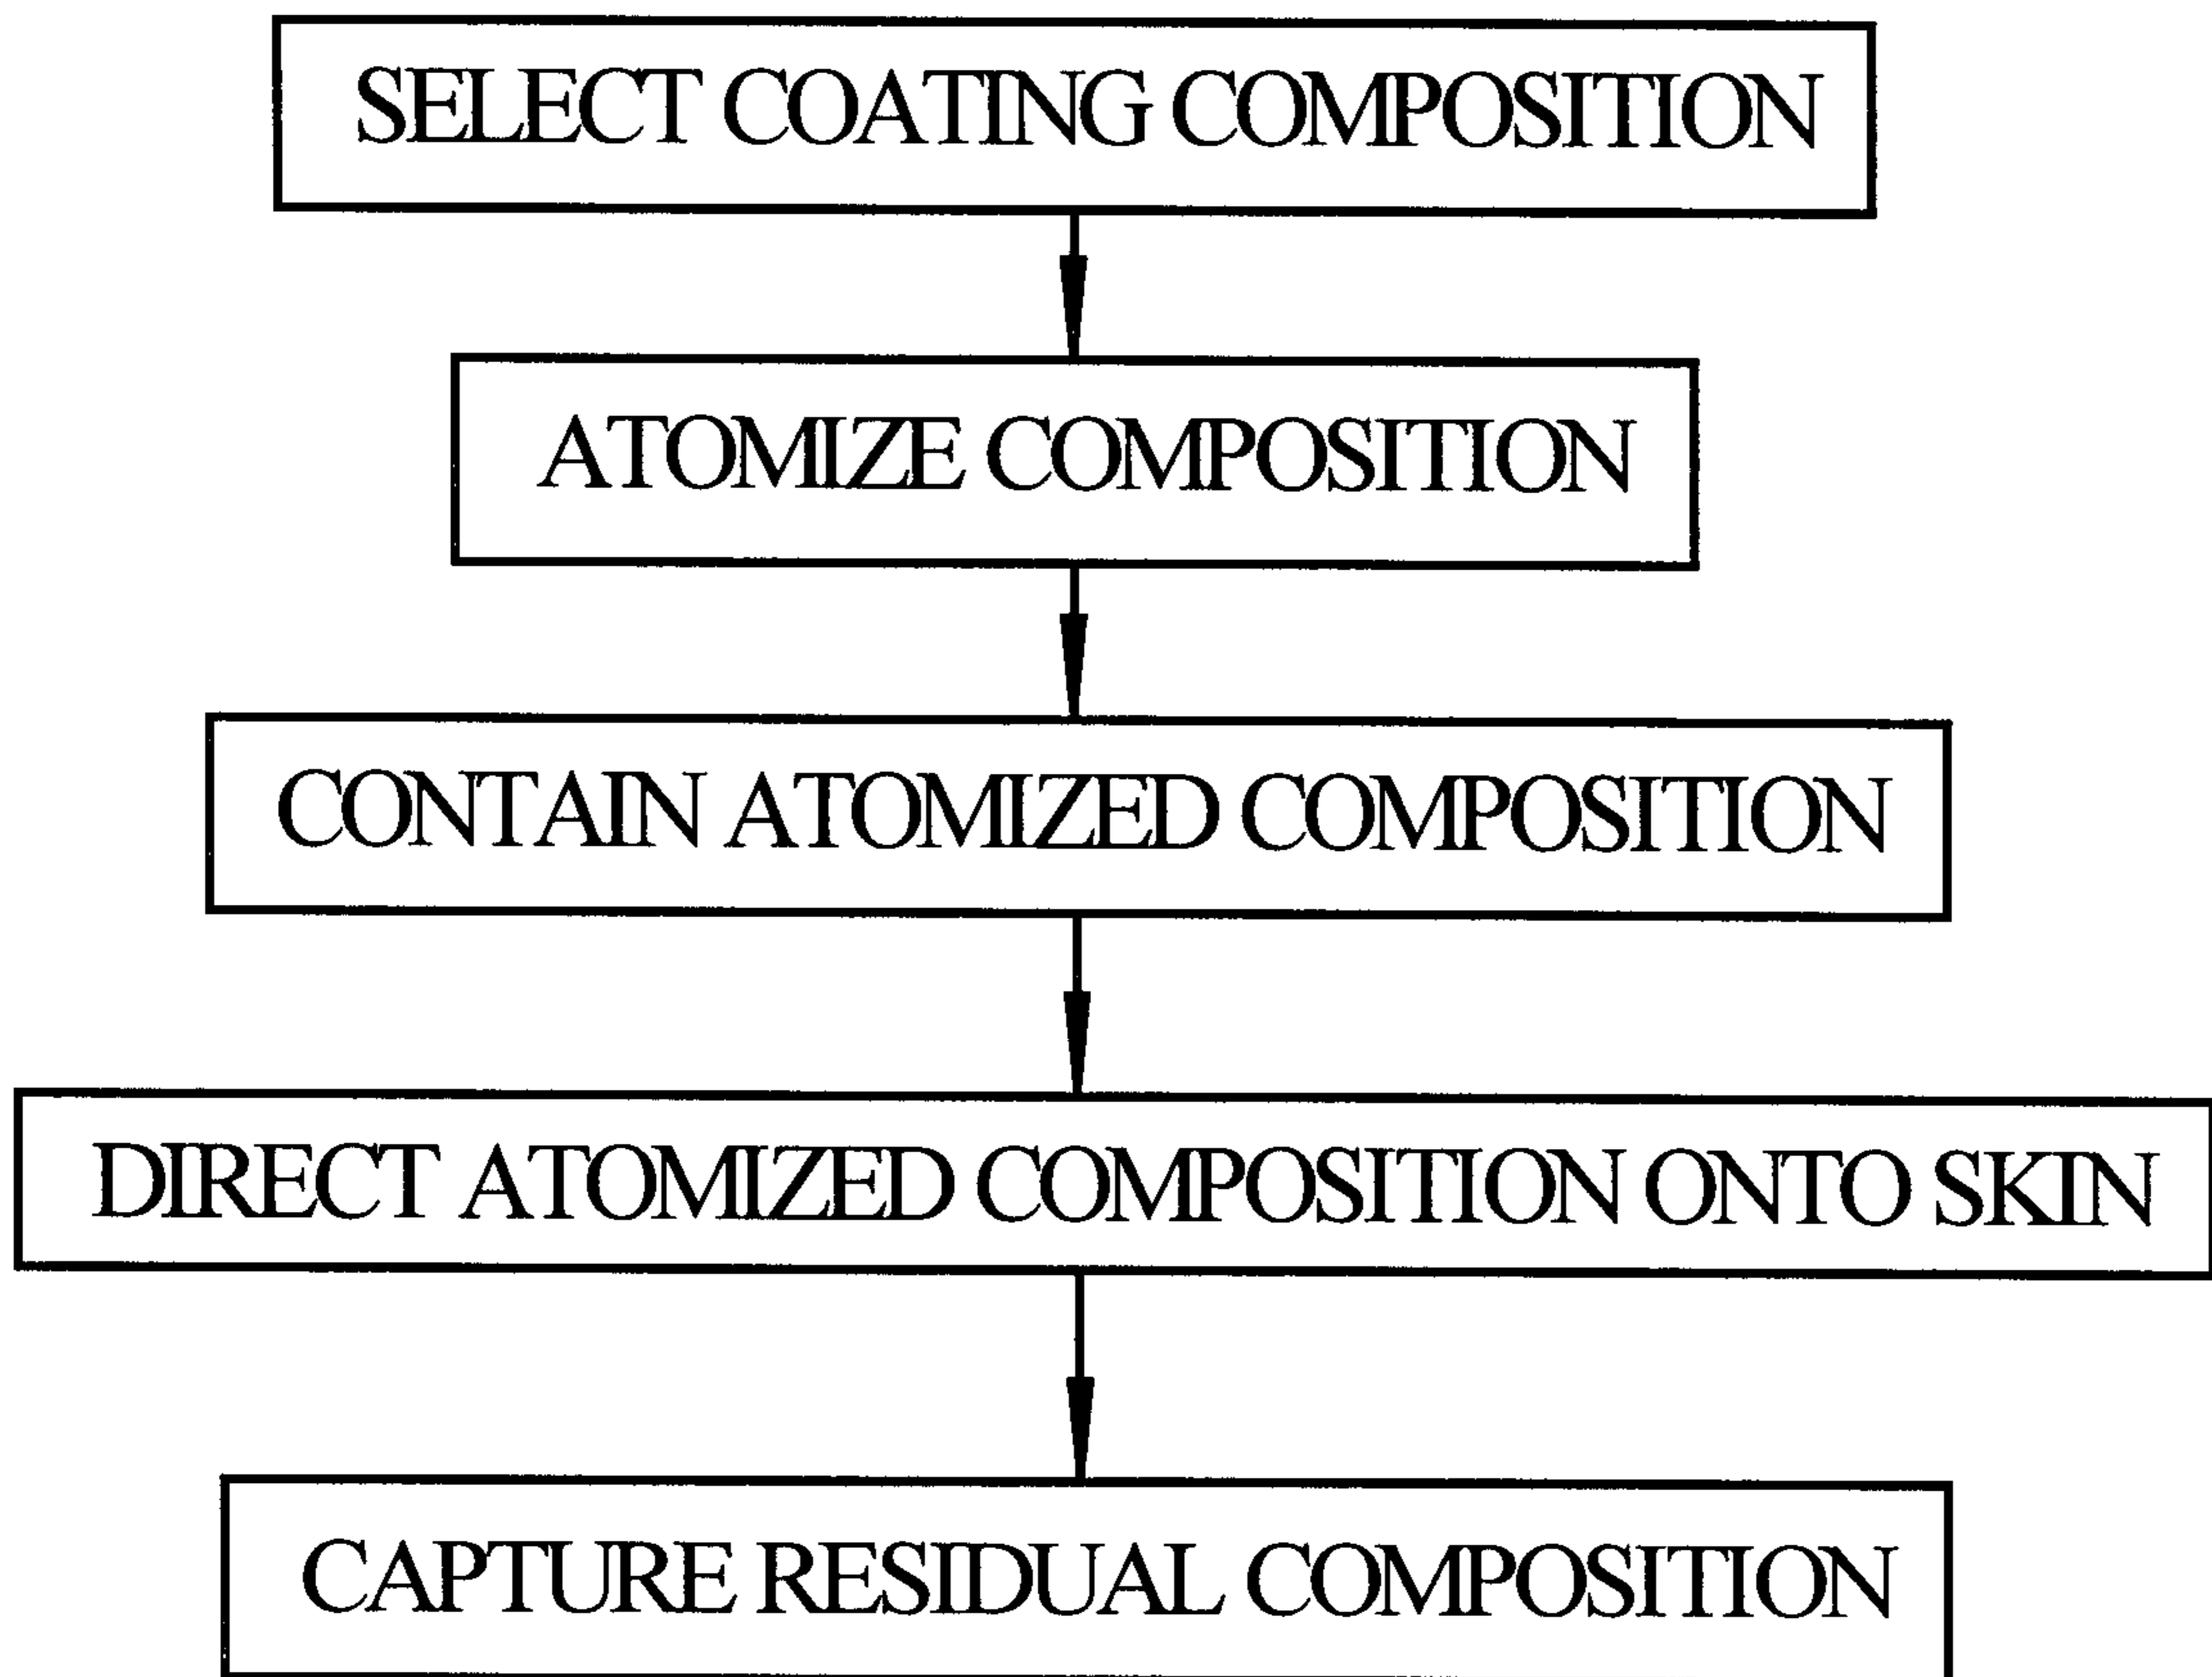 SELECT COATING COMPOSITION
ATOMIZE COMPOSITION
CONTAIN ATOMIZED COMPOSITION
DIRECT ATOMIZED COMPOSITION ONTO SKIN
CAPTURE RESIDUAL COMPOSITION